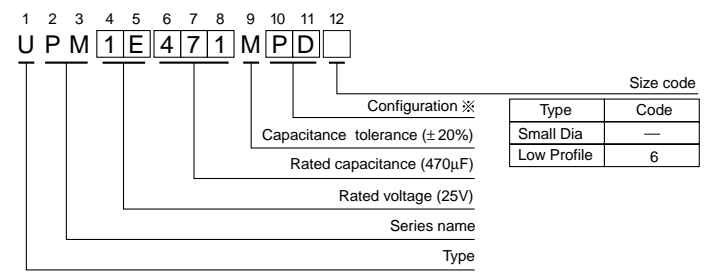 1 2 3 4 5 6 7 8 9 10 11 12
U P M 1 E 4 7 1 M P D
Size code
Configuration ※
Capacitance tolerance (± 20%)
Rated capacitance (470μF)
Rated voltage (25V)
Series name
Type
Type Code
Small Dia —
Low Profile 6